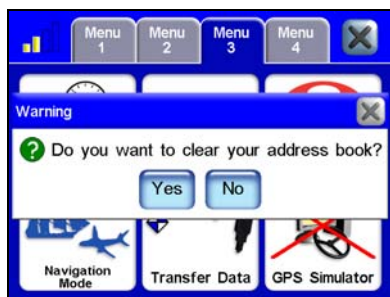 Menu
1
Menu
2
Menu
3
Menu
4
Warning
Do you want to clear your address book?
Yes
No
Navigation
Mode
Transfer Data
GPS Simulator